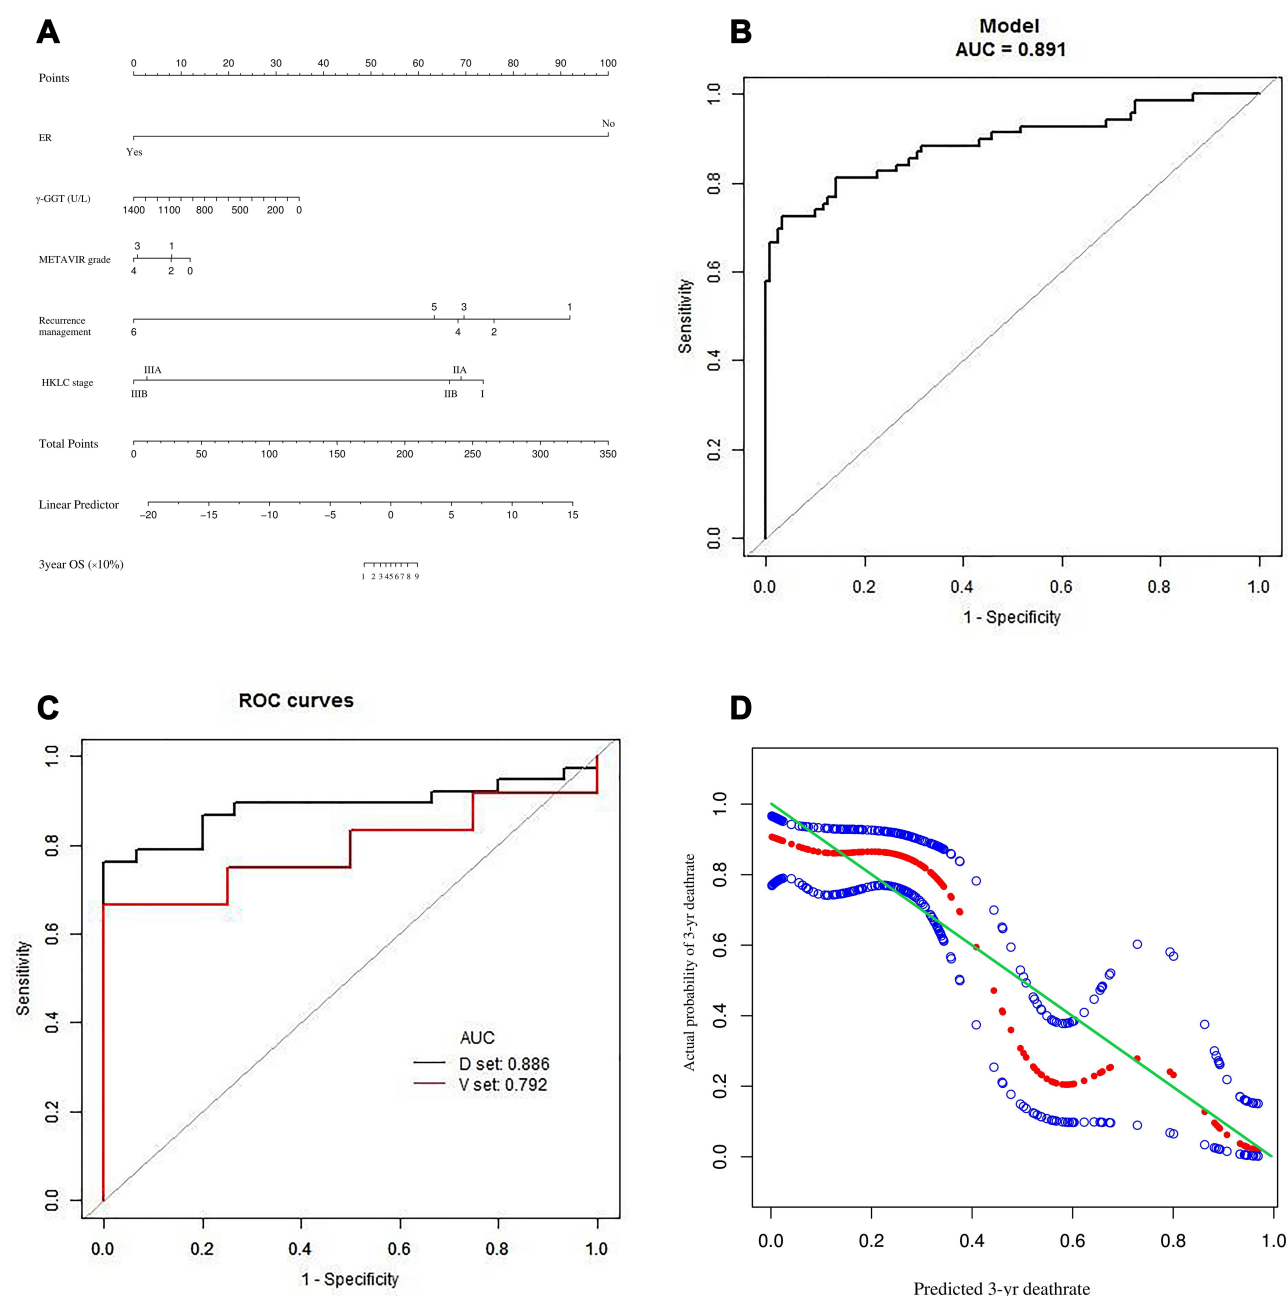 A
Points
0 10 20 30 40 50 60 70 80 90 100
ER
No
Yes
γ-GGT (U/L)
1400 1100 800 500 200 0
METAVIR grade
3 1
4 2 0
Recurrence
management
5 3 1
6 4 2
HKLC stage
IIIA IIA
IIIB IIB I
Total Points
0 50 100 150 200 250 300 350
Linear Predictor
−20 −15 −10 −5 0 5 10 15
3year OS (×10%)
1 2 3 4 5 6 7 8 9
B
Model
AUC = 0.891
Sensitivity
1.0
0.8
0.6
0.4
0.2
0.0
0.0 0.2 0.4 0.6 0.8 1.0
1 - Specificity
C
ROC curves
Sensitivity
1.0
0.8
0.6
0.4
0.2
0.0
AUC
D set: 0.886
V set: 0.792
0.0 0.2 0.4 0.6 0.8 1.0
1 - Specificity
D
Actual probability of 3-yr deathrate
1.0
0.8
0.6
0.4
0.2
0.0
0.0 0.2 0.4 0.6 0.8 1.0
Predicted 3-yr deathrate